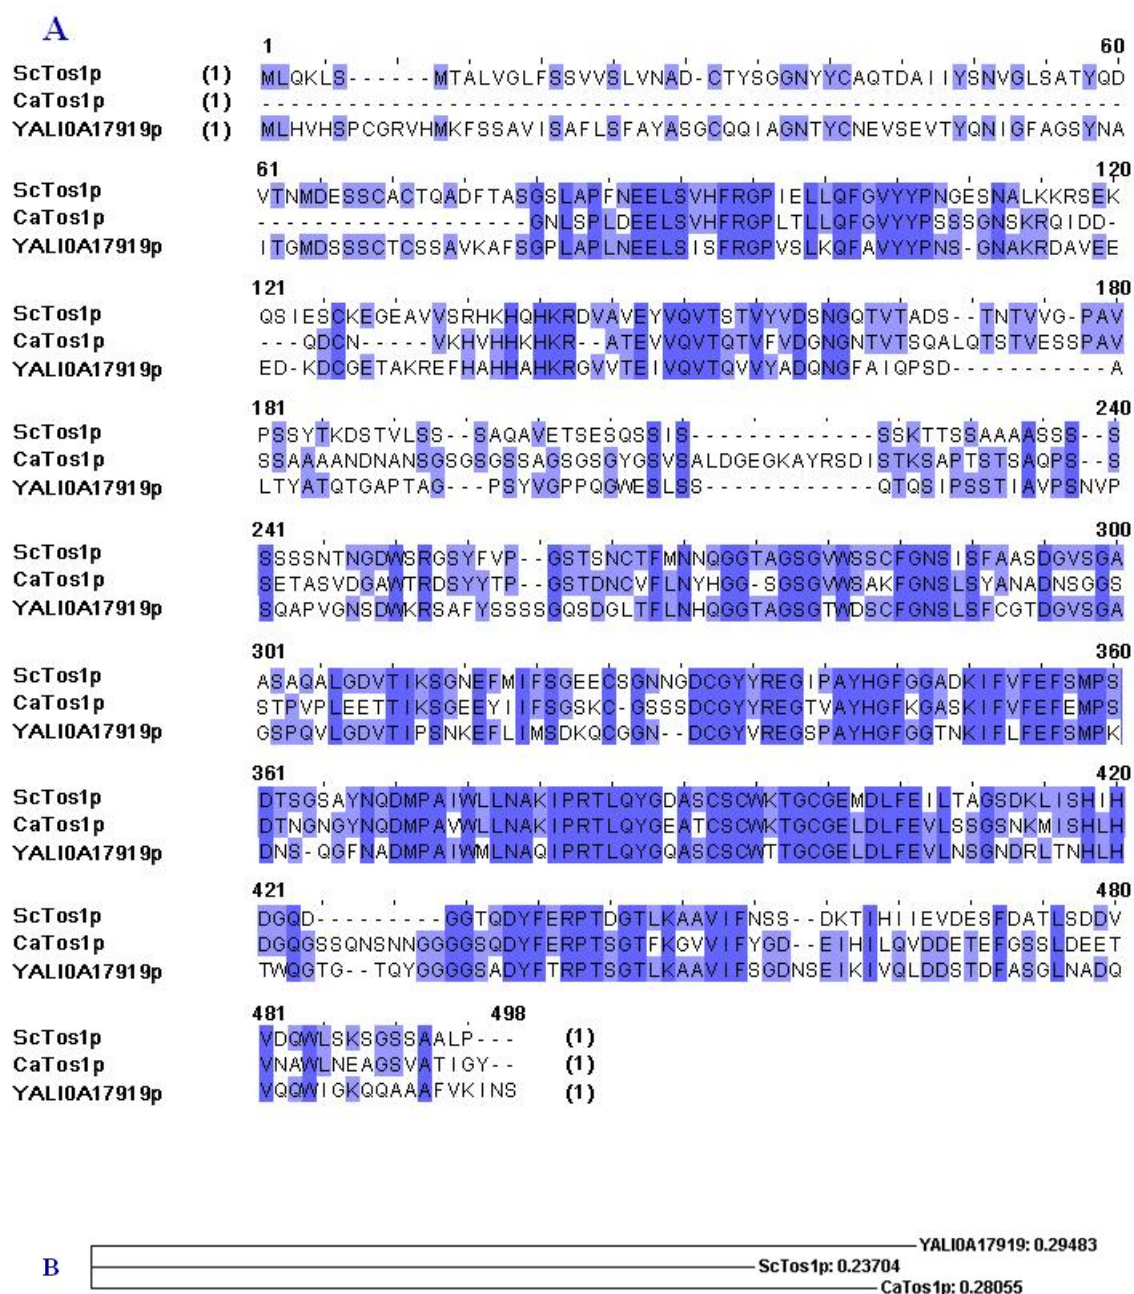 A
1 60
ScTos1p (1) MLQKLS------MTALVGLFSSVVSLVNAD-CTYSGGNYYCAQTDAIIYSNVGLSATYQD
CaTos1p (1) ------------------------------------------------------------
YALI0A17919p (1) MLHVHSPCGRVHMKFSSAVISAFLSFAYASGCQQIAGNTYCNEVSEVTYQNIGFAGSYNA
61 120
ScTos1p VTNMDESSCACTQADFTASGSLAPFNEELSVHFRGPIELLQFGVYYPNGESNALKKRSEK
CaTos1p -------------------GNLSPLDEELSVHFRGPLTLLQFGVYYPSSSGNSKRQIDD-
YALI0A17919p ITGMDSSSCTCSSAVKAFSGPLAPLNEELSISFRGPVSLKQFAVYYPNS-GNAKRDAVEE
121 180
ScTos1p QSIESCKEGEAVVSRHKHQHKRDVAVEYVQVTSTVYVDSNGQTVTADS--TNTVVG-PAV
CaTos1p ---QDCN-----VKHVHHKHKR--ATEVVQVTQTVFVDGNGNTVTSQALQTSTVESSPAV
YALI0A17919p ED-KDCGETAKREFHAHHAHKRGVVTEIVQVTQVVYADQNGFAIQPSD-----------A
181 240
ScTos1p PSSYTKDSTVLSS--SAQAVETSESQSSIS-------------SSKTTSSAAAASSS--S
CaTos1p SSAAAANDNANSGSGSGSSAGSGSGYGSVSALDGEGKAYRSDISTKSAPTSTSAQPS--S
YALI0A17919p LTYATQTGAPTAG---PSYVGPPQGWESLSS------------QTQSIPSSTIAVPSNVP
241 300
ScTos1p SSSSNTNGDWSRGSYFVP--GSTSNCTFMNNQGGTAGSGVWSSCFGNSISFAASDGVSGA
CaTos1p SETASVDGAWTRDSYYTP--GSTDNCVFLNYHGG-SGSGVWSAKFGNSLSYANADNSGGS
YALI0A17919p SQAPVGNSDWKRSAFYSSSSGQSDGLTFLNHQGGTAGSGTWDSCFGNSLSFCGTDGVSGA
301 360
ScTos1p ASAQALGDVTIKSGNEFMIFSGEECSGNNGDCGYYREGIPAYHGFGGADKIFVFEFSMPS
CaTos1p STPVPLEETTIKSGEEYIIFSGSKC-GSSSDCGYYREGTVAYHGFKGASKIFVFEFEMPS
YALI0A17919p GSPQVLGDVTIPSNKEFLIMSDKQCGGN--DCGYVREGSPAYHGFGGTNKIFLFEFSMPK
361 420
ScTos1p DTSGSAYNQDMPAIWLLNAKIPRTLQYGDASCSCWKTGCGEMDLFEILTAGSDKLISHIH
CaTos1p DTNGNGYNQDMPAVWLLNAKIPRTLQYGEATCSCWKTGCGELDLFEVLSSGSNKMISHLH
YALI0A17919p DNS-QGFNADMPAIWMLNAQIPRTLQYGQASCSCWTTGCGELDLFEVLNSGNDRLTNHLH
421 480
ScTos1p DGQD---------GGTQDYFERPTDGTLKAAVIFNSS--DKTIHIIEVDESFDATLSDDV
CaTos1p DGQGSSQNSNNGGGGSQDYFERPTSGTFKGVVIFYGD--EIHILQVDDETEFGSSLDEET
YALI0A17919p TWQGTG--TQYGGGGSADYFTRPTSGTLKAAVIFSGDNSEIKIVQLDDSTDFASGLNADQ
481 498
ScTos1p VDQWLSKSGSSAALP--- (1)
CaTos1p VNAWLNEAGSVATIGY-- (1)
YALI0A17919p VQQWIGKQQAAAFVKINS (1)
B
YALI0A17919: 0.29483
ScTos1p: 0.23704
CaTos1p: 0.28055